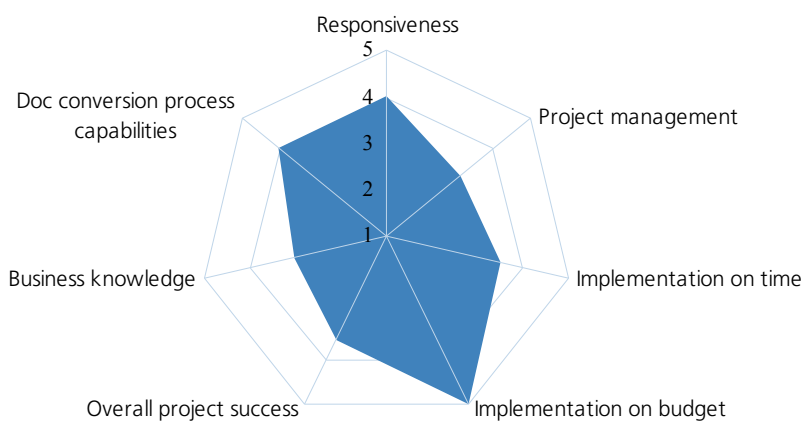 Responsiveness
5
Doc conversion process
capabilities
4
Project management
3
2
1
Business knowledge
Implementation on time
Overall project success
Implementation on budget